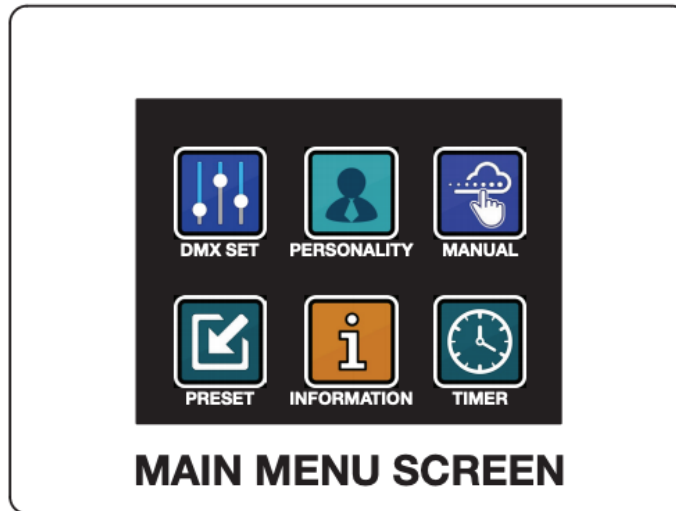 DMX SET PERSONALITY MANUAL
PRESET INFORMATION TIMER
MAIN MENU SCREEN